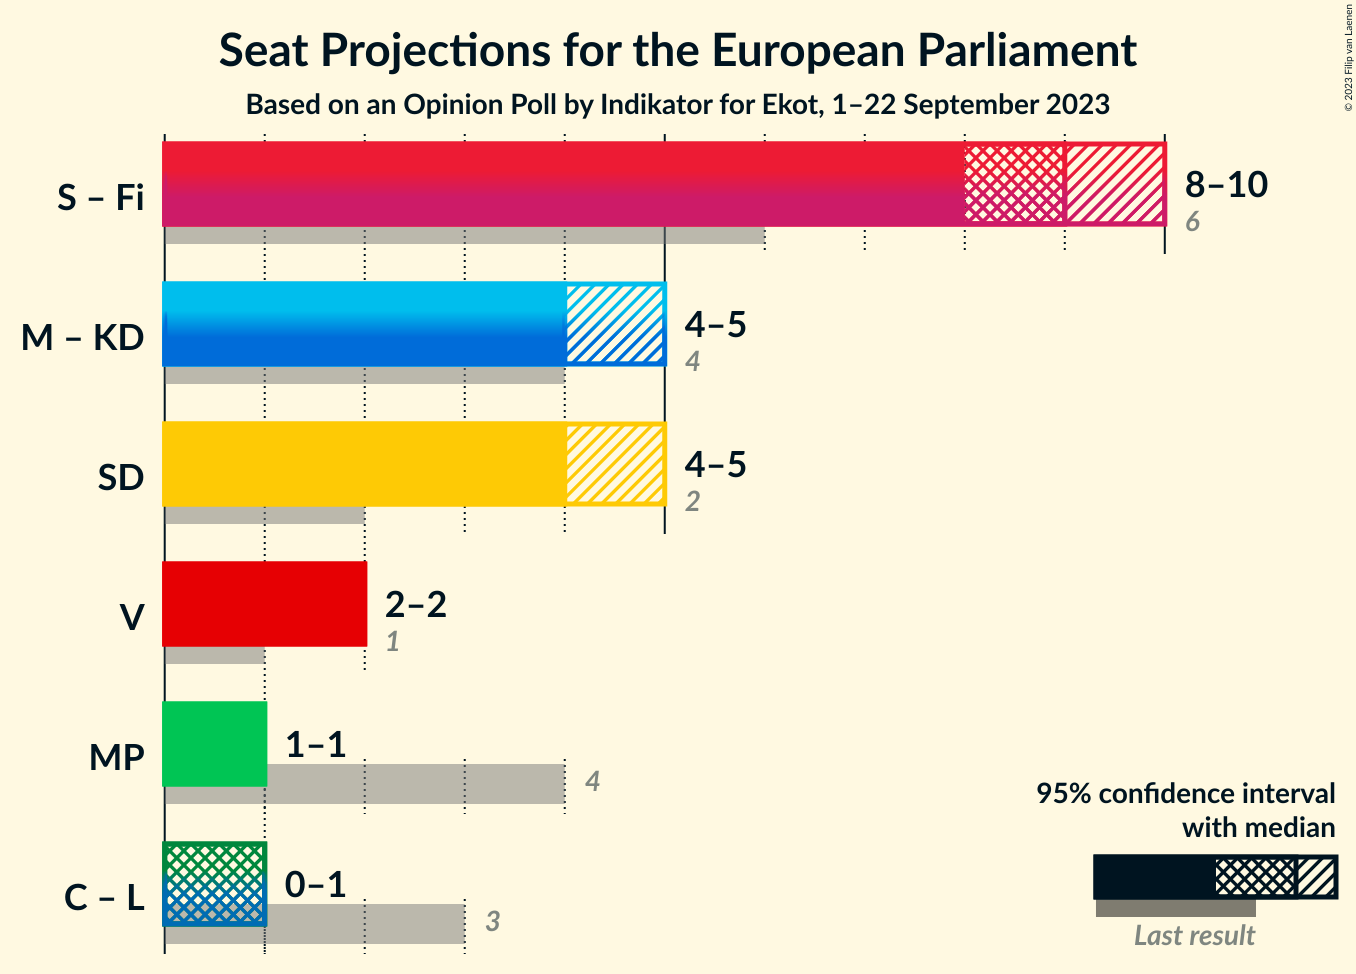 Seat Projections for the European Parliament
Based on an Opinion Poll by Indikator for Ekot, 1–22 September 2023
© 2023 Filip van Laenen
S – Fi
8–10
6
M – KD
4–5
4
SD
4–5
2
V
2–2
1
MP
1–1
4
C – L
0–1
3
95% confidence interval
with median
Last result